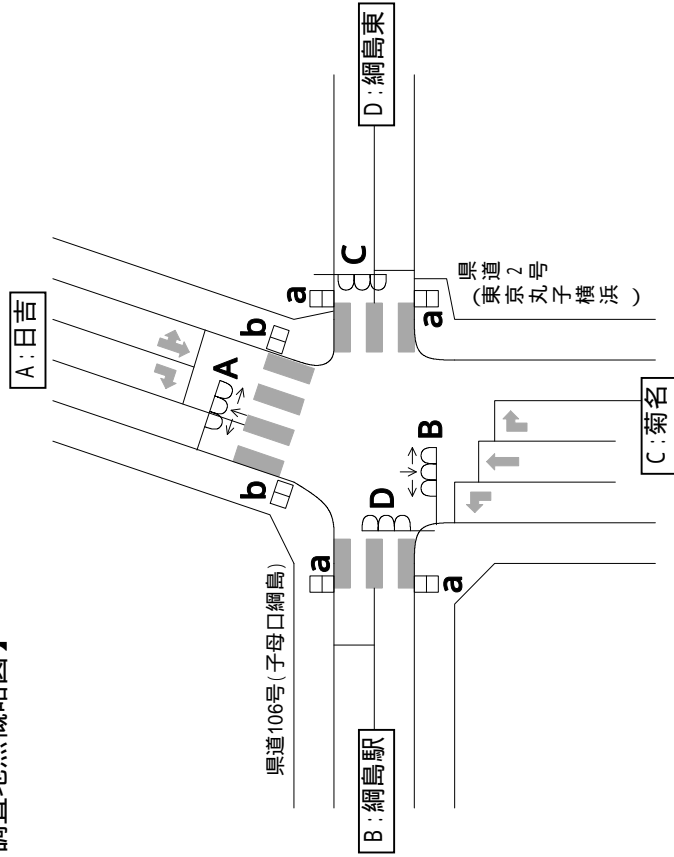 調査地点概略図】
A：日吉
D：綱島東
C
a
b
A
県道2号
(東京丸子横浜)
a
B
D
b
県道106号(子母口綱島)
a
a
B：綱島駅
C：菊名